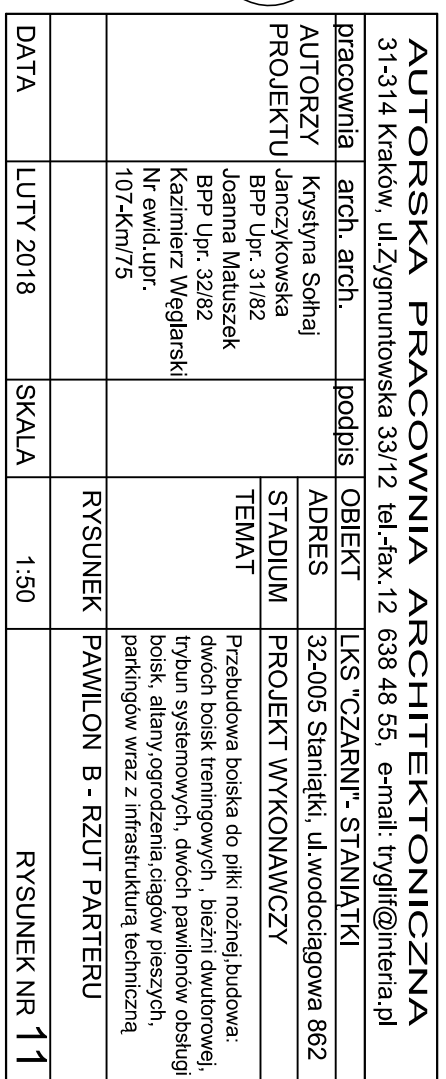 AUTORSKA PRACOWNIA ARCHITEKTONICZNA
31-314 Kraków, ul.Zygmuntowska 33/12 tel.-fax.12 638 48 55, e-mail: tryglif@interia.pl
pracownia arch. arch. podpis OBIEKT LKS "CZARNI"- STANIĄTKI
AUTORZY
PROJEKTU
Krystyna Sołhaj
Janczykowska
BPP Upr. 31/82
Joanna Matuszek
BPP Upr. 32/82
Kazimierz Węglarski
Nr ewid.upr.
107-Km/75
ADRES 32-005 Staniątki, ul.wodociągowa 862
STADIUM PROJEKT WYKONAWCZY
TEMAT
Przebudowa boiska do piłki nożnej,budowa:
dwóch boisk treningowych , bieżni dwutorowej,
trybun systemowych, dwóch pawilonów obsługi
boisk, altany,ogrodzenia,ciągów pieszych,
parkingów wraz z infrastrukturą techniczną
RYSUNEK PAWILON B - RZUT PARTERU
DATA LUTY 2018 SKALA 1:50 RYSUNEK NR 11